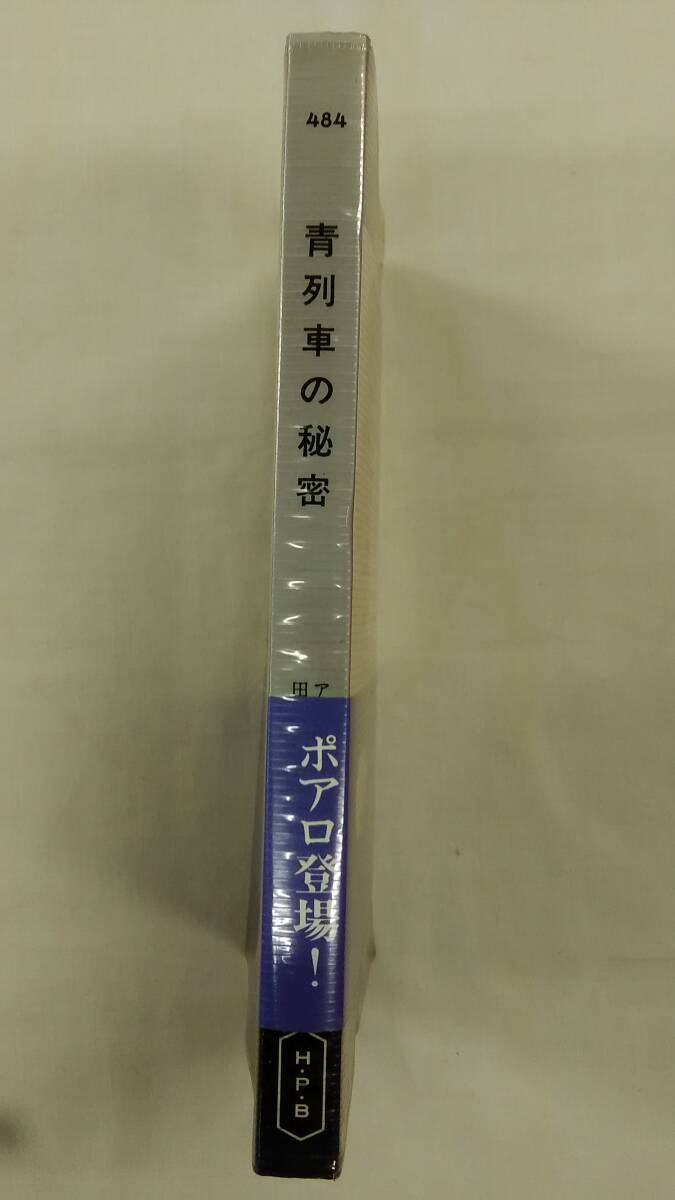 484
青列車の秘密
ア
田
ポアロ登場!
H・P・B